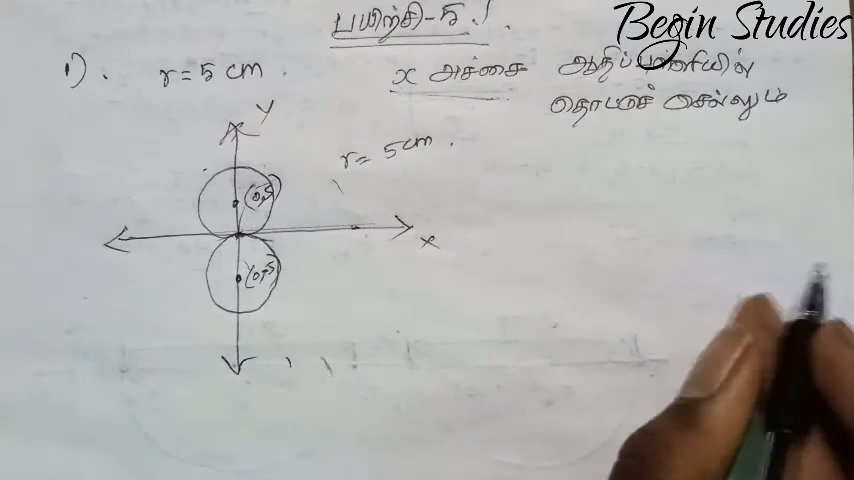 Begin Studies
பயிற்சி-5.1.
1). r = 5 cm. x அச்சை ஆதிப்புள்ளியில்
தொட்டுச் செல்லும்
y
r = 5 cm.
(0,5)
x
(0,-5)